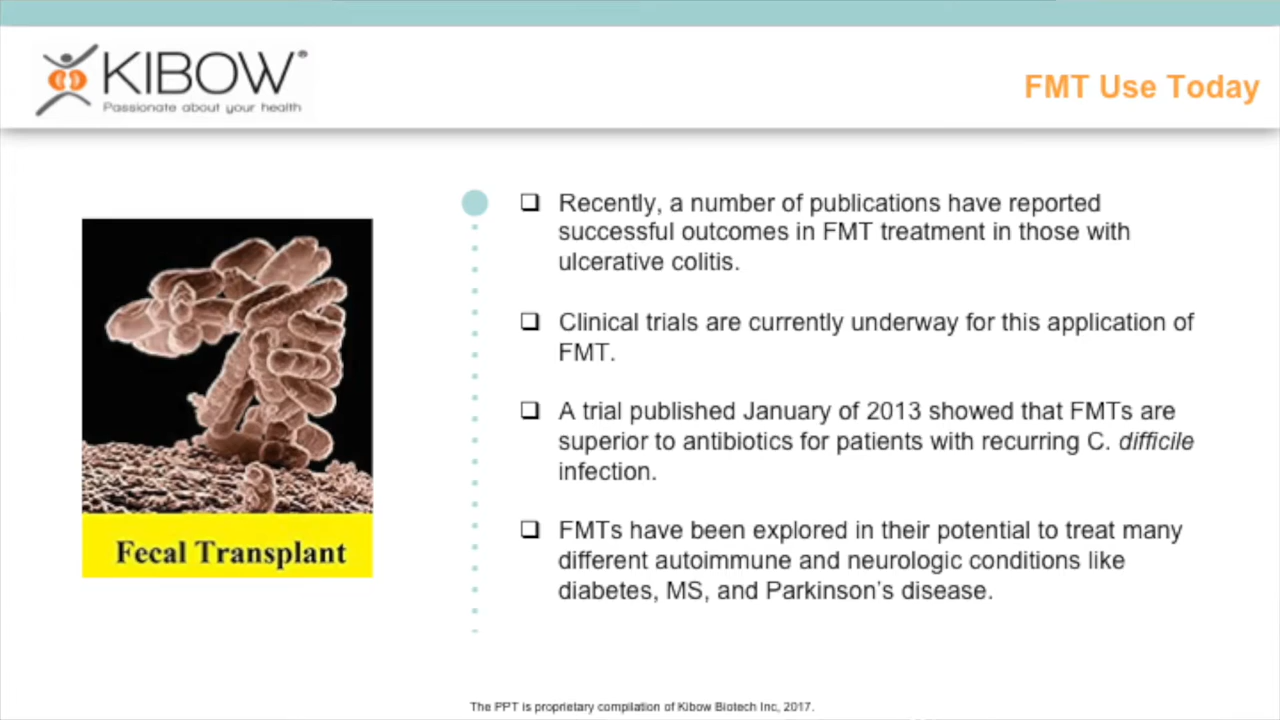 KIBOW®
Passionate about your health
FMT Use Today
Recently, a number of publications have reported
successful outcomes in FMT treatment in those with
ulcerative colitis.
Clinical trials are currently underway for this application of
FMT.
A trial published January of 2013 showed that FMTs are
superior to antibiotics for patients with recurring C. difficile
infection.
FMTs have been explored in their potential to treat many
different autoimmune and neurologic conditions like
diabetes, MS, and Parkinson's disease.
Fecal Transplant
The PPT is proprietary compilation of Kibow Biotech Inc, 2017.